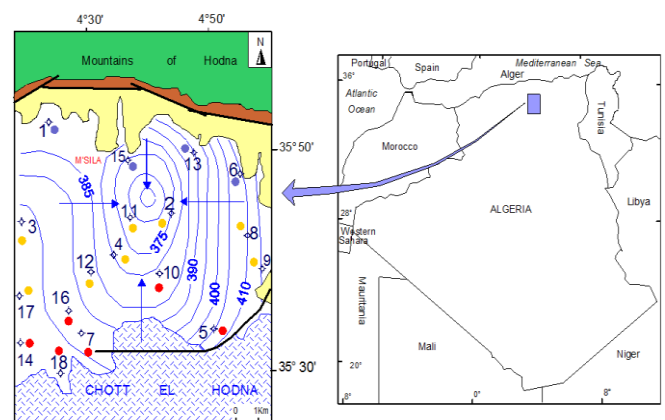 4°30'
4°50'
Mountains of Hodna
N
1
M'SILA
15
13
6
35°50'
385
11
2
3
4
375
8
12
10
390
9
400
410
17
16
7
5
14
18
35°30'
CHOTT EL HODNA
0 1Km
36°
Portugal
Spain
Alger
Mediterranean Sea
Atlantic
Ocean
Tunisia
Morocco
ALGERIA
Libya
28°
Western
Sahara
Mauntania
Mali
Niger
20°
8°
0°
8°